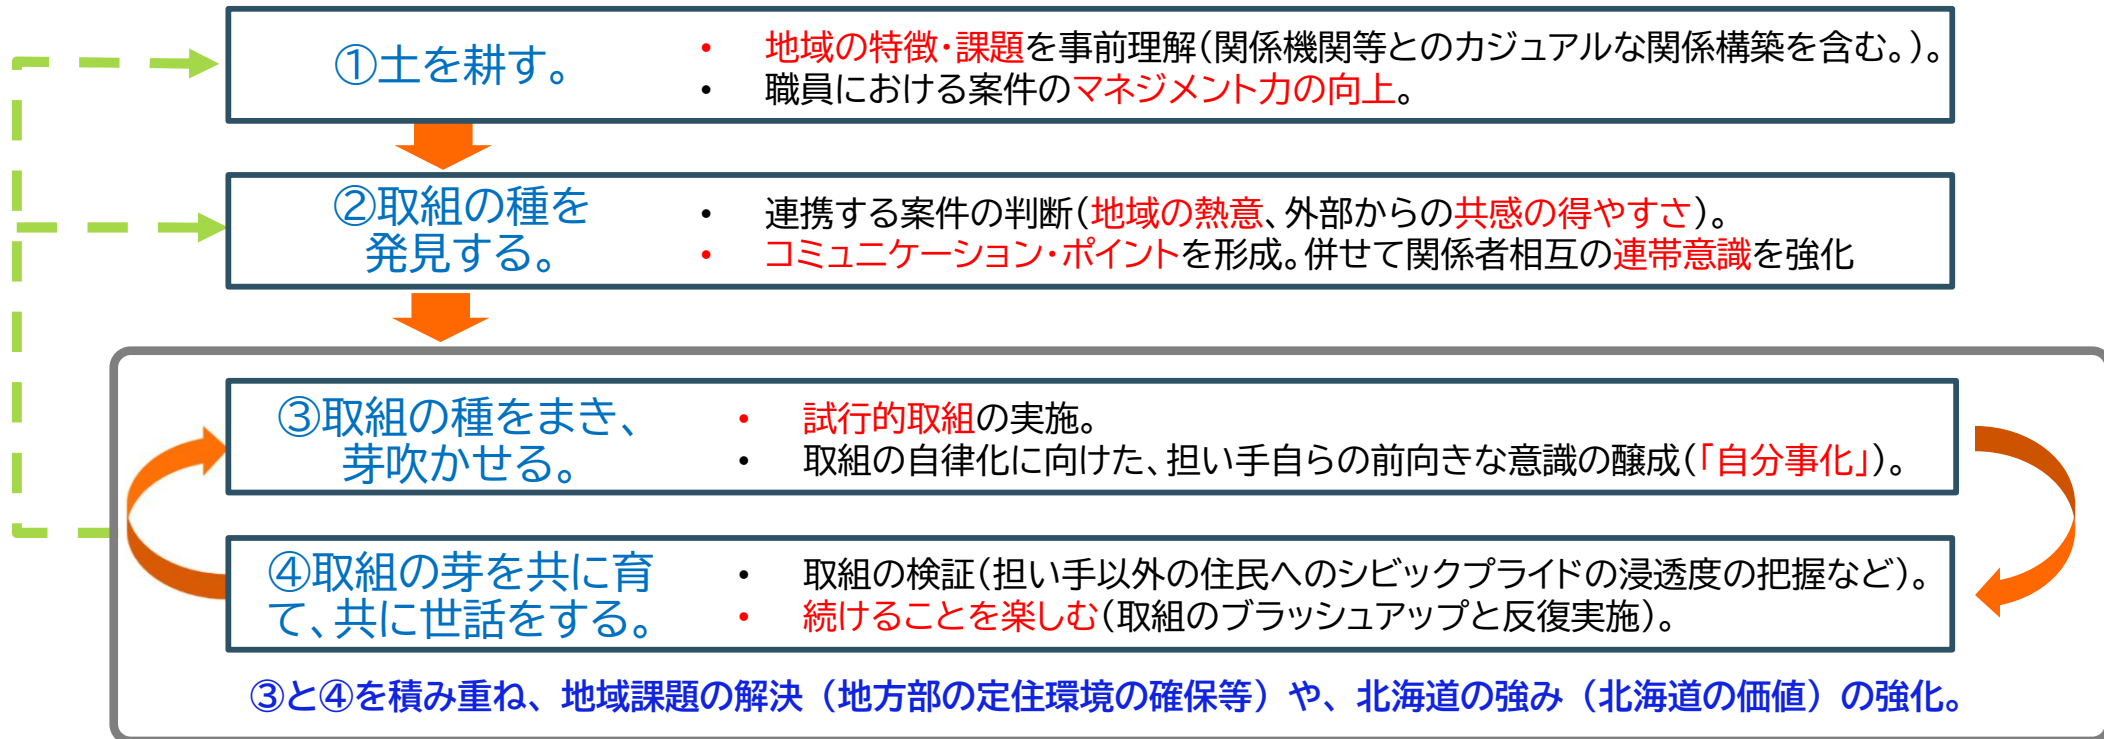 ①土を耕す。
• 地域の特徴・課題を事前理解(関係機関等とのカジュアルな関係構築を含む。)。
• 職員における案件のマネジメント力の向上。
②取組の種を
発見する。
• 連携する案件の判断(地域の熱意、外部からの共感の得やすさ)。
• コミュニケーション・ポイントを形成。併せて関係者相互の連帯意識を強化
③取組の種をまき、
芽吹かせる。
• 試行的取組の実施。
• 取組の自律化に向けた、担い手自らの前向きな意識の醸成(「自分事化」)。
④取組の芽を共に育
て、共に世話をする。
• 取組の検証(担い手以外の住民へのシビックプライドの浸透度の把握など)。
• 続けることを楽しむ(取組のブラッシュアップと反復実施)。
③と④を積み重ね、地域課題の解決（地方部の定住環境の確保等）や、北海道の強み（北海道の価値）の強化。